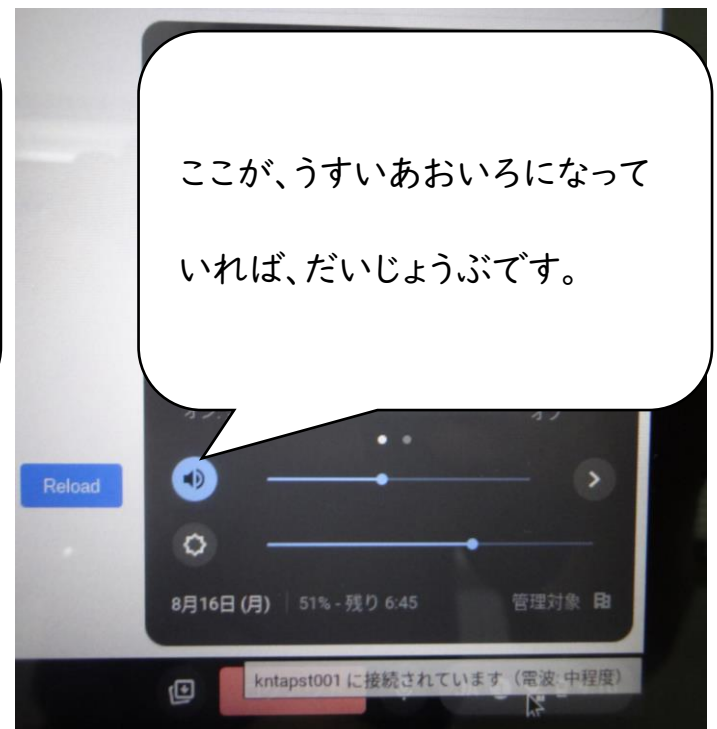 ここが、うすいあおいろになって
いれば、だいじょうぶです。
オフ
Reload
8月16日(月)
51% - 残り 6:45
管理対象
kntapst001 に接続されています(電波: 中程度)